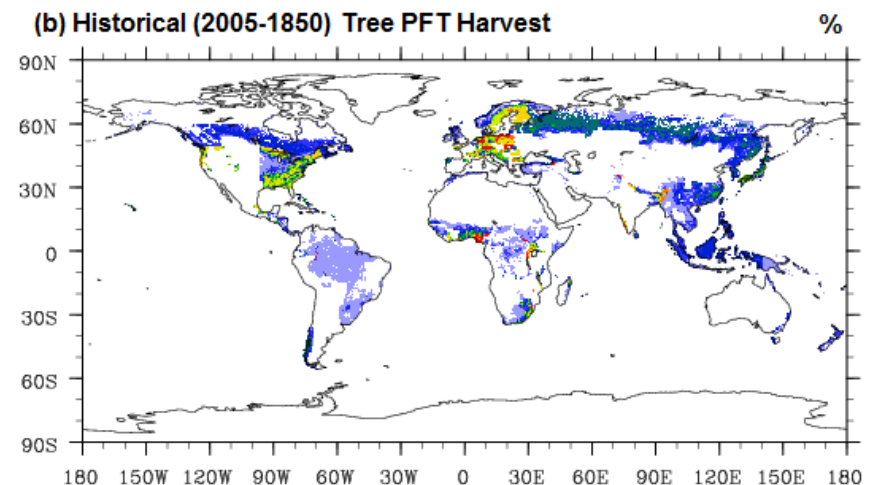 (b) Historical (2005-1850) Tree PFT Harvest %
90N
60N
30N
0
30S
60S
90S
180 150W 120W 90W 60W 30W 0 30E 60E 90E 120E 150E 180